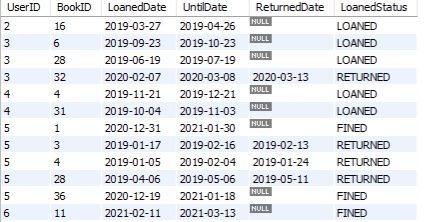 UserID BookID LoanedDate UntilDate ReturnedDate LoanedStatus
2 16 2019-03-27 2019-04-26 NULL LOANED
3 6 2019-09-23 2019-10-23 NULL LOANED
3 28 2019-06-19 2019-07-19 NULL LOANED
3 32 2020-02-07 2020-03-08 2020-03-13 RETURNED
4 4 2019-11-21 2019-12-21 NULL LOANED
4 31 2019-10-04 2019-11-03 NULL LOANED
5 1 2020-12-31 2021-01-30 NULL FINED
5 3 2019-01-17 2019-02-16 2019-02-13 RETURNED
5 4 2019-01-05 2019-02-04 2019-01-24 RETURNED
5 28 2019-04-06 2019-05-06 2019-05-11 RETURNED
5 36 2020-12-19 2021-01-18 NULL FINED
6 11 2021-02-11 2021-03-13 NULL FINED